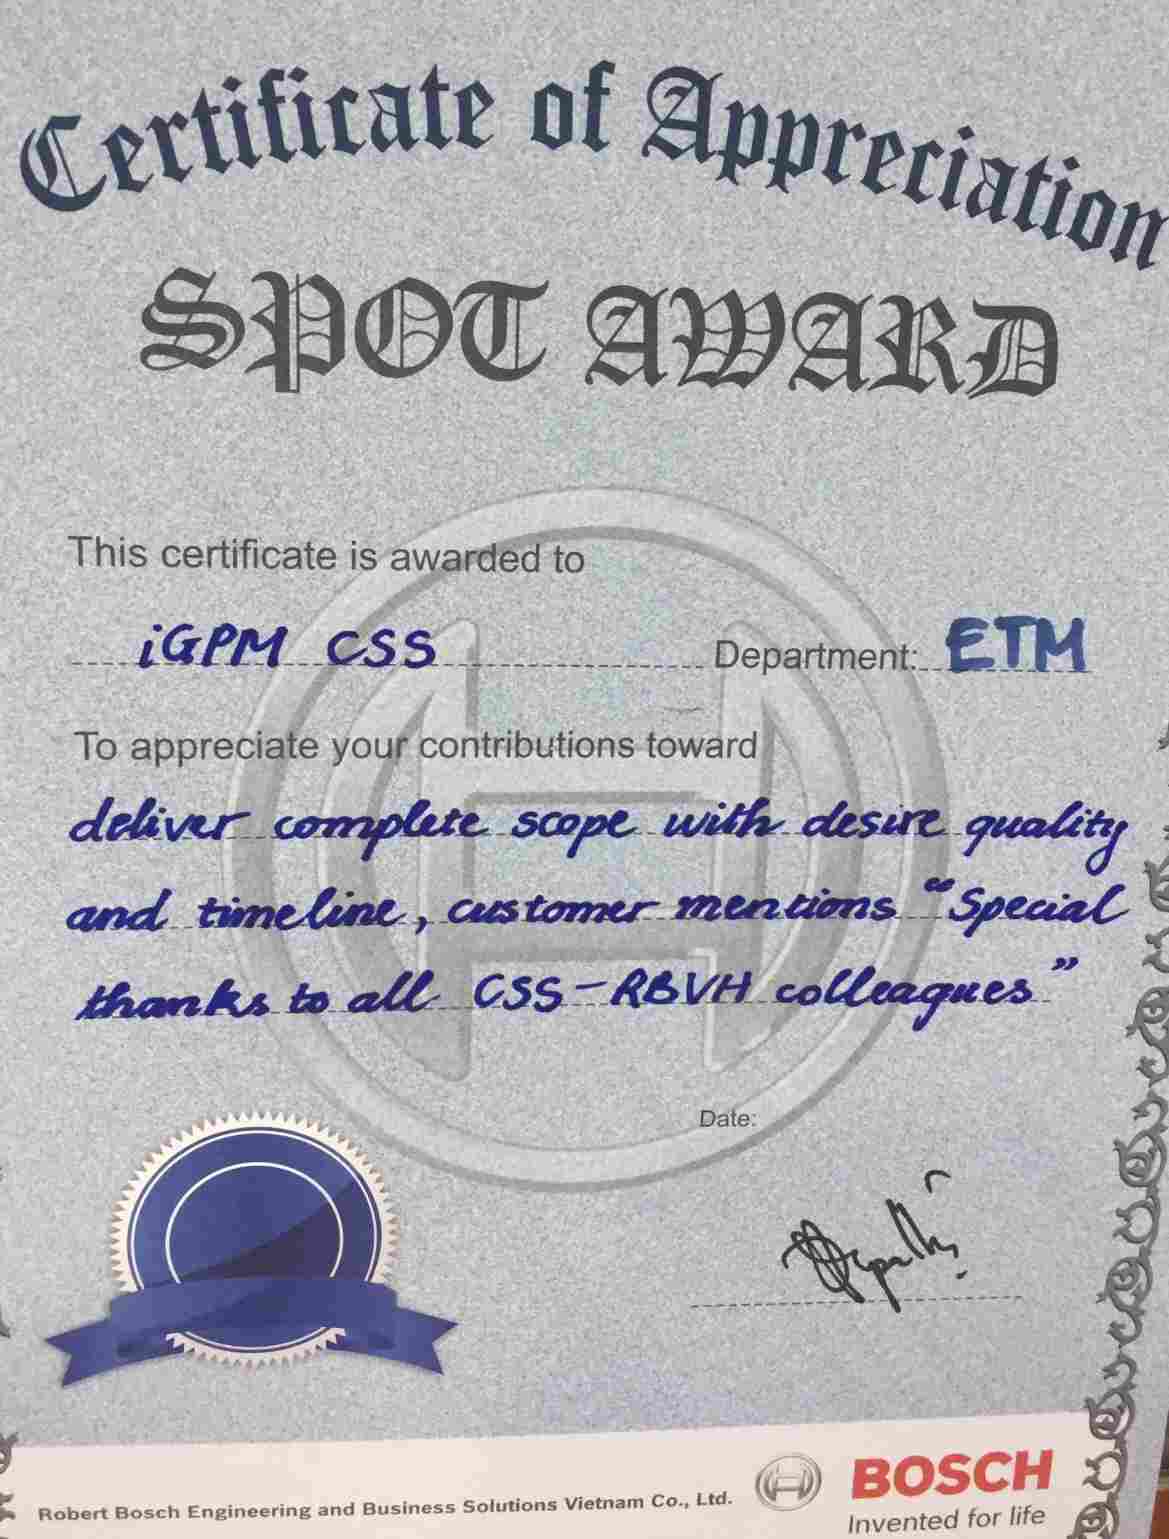 Certificate of Appreciation
SPOT AWARD
This certificate is awarded to
iGPM CSS Department: ETM
To appreciate your contributions toward
deliver complete scope with desire quality
and timeline, customer mentions "Special
thanks to all CSS-RBVH colleagues"
Date:
Robert Bosch Engineering and Business Solutions Vietnam Co., Ltd.
BOSCH
Invented for life